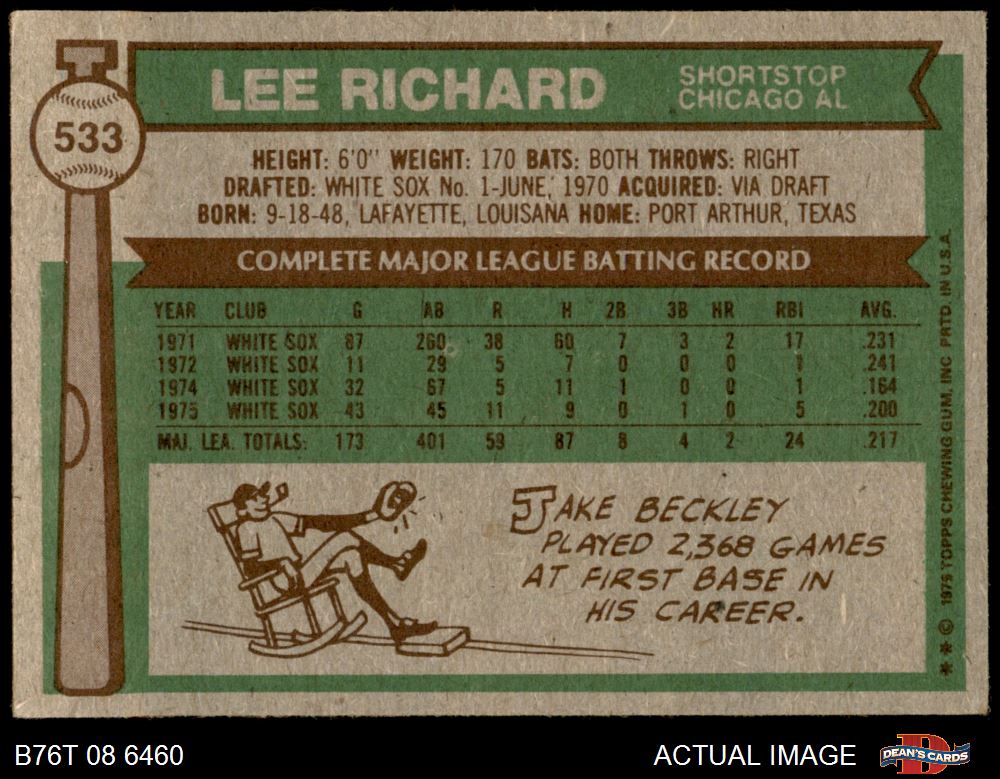 533
LEE RICHARD
SHORTSTOP
CHICAGO AL
HEIGHT: 6'0" WEIGHT: 170 BATS: BOTH THROWS: RIGHT
DRAFTED: WHITE SOX No. 1-JUNE, 1970 ACQUIRED: VIA DRAFT
BORN: 9-18-48, LAFAYETTE, LOUISIANA HOME: PORT ARTHUR, TEXAS
COMPLETE MAJOR LEAGUE BATTING RECORD
YEAR CLUB G AB R H 2B 3B HR RBI AVG.
1971 WHITE SOX 87 260 38 60 7 3 2 17 .231
1972 WHITE SOX 11 29 5 7 0 0 0 1 .241
1974 WHITE SOX 32 67 5 11 1 0 0 1 .164
1975 WHITE SOX 43 45 11 9 0 1 0 5 .200
MAJ. LEA. TOTALS: 173 401 59 87 8 4 2 24 .217
JAKE BECKLEY
PLAYED 2,368 GAMES
AT FIRST BASE IN
HIS CAREER.
** © 1976 TOPPS CHEWING GUM, INC. PRTD. IN U.S.A.
B76T 08 6460
ACTUAL IMAGE
DEAN'S CARDS